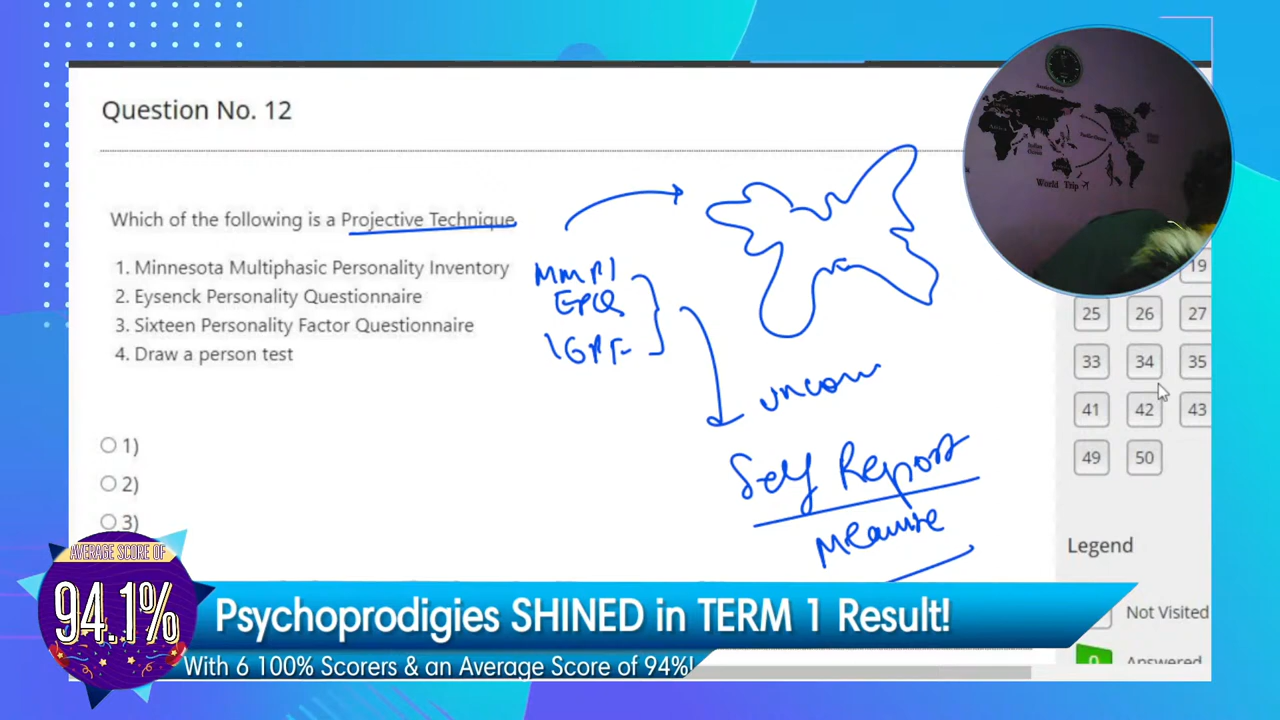 Question No. 12
Which of the following is a Projective Technique
1. Minnesota Multiphasic Personality Inventory
2. Eysenck Personality Questionnaire
3. Sixteen Personality Factor Questionnaire
4. Draw a person test
MMPI
EPQ
16PF
uncon
Self Report
Measure
1)
2)
3)
World Trip
19
25 26 27
33 34 35
41 42 43
49 50
Legend
Not Visited
0 Answered
AVERAGE SCORE OF
94.1%
Psychoprodigies SHINED in TERM 1 Result!
With 6 100% Scorers & an Average Score of 94%!